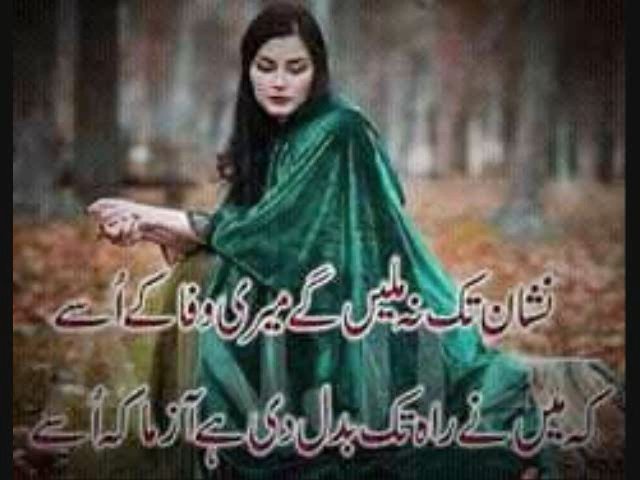 نشان تک نہ ملیں گے میری وفا کے اُسے
کہ میں نے راہ تک بدل دی ہے آزما کہ اُسے